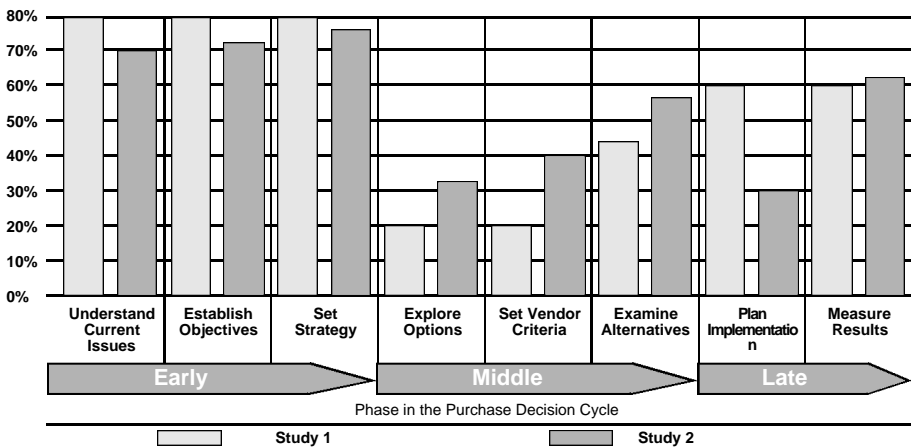 80%
70%
60%
50%
40%
30%
20%
10%
0%
Understand
Current
Issues
Establish
Objectives
Set
Strategy
Explore
Options
Set Vendor
Criteria
Examine
Alternatives
Plan
Implementatio
n
Measure
Results
Early
Middle
Late
Phase in the Purchase Decision Cycle
Study 1
Study 2